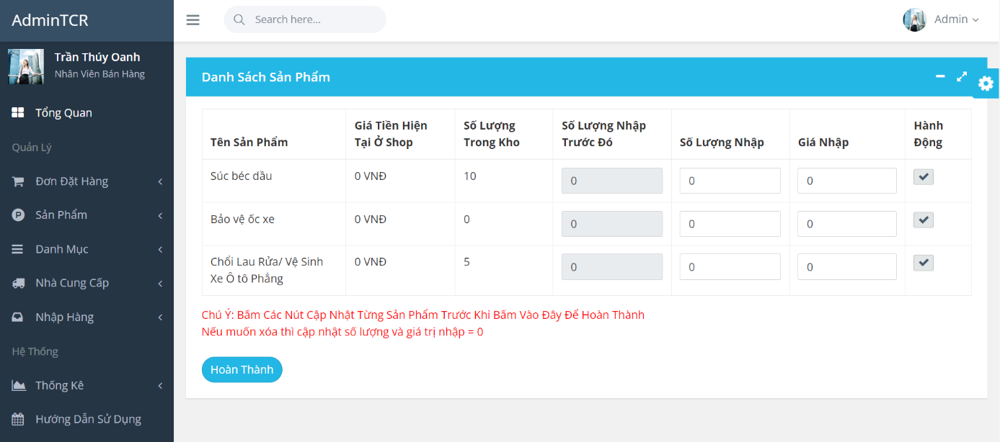 AdminTCR
Search here...
Admin
Trần Thúy Oanh
Nhân Viên Bán Hàng
Tổng Quan
Quản Lý
Đơn Đặt Hàng
Sản Phẩm
Danh Mục
Nhà Cung Cấp
Nhập Hàng
Hệ Thống
Thống Kê
Hướng Dẫn Sử Dụng
Danh Sách Sản Phẩm
Tên Sản Phẩm
Giá Tiền Hiện
Tại Ở Shop
Số Lượng
Trong Kho
Số Lượng Nhập
Trước Đó
Số Lượng Nhập
Giá Nhập
Hành
Động
Súc béc dầu
0 VNĐ
10
0
0
0
Bảo vệ ốc xe
0 VNĐ
0
0
0
0
Chổi Lau Rửa/ Vệ Sinh
Xe Ô tô Phẳng
0 VNĐ
5
0
0
0
Chú Ý: Bấm Các Nút Cập Nhật Từng Sản Phẩm Trước Khi Bấm Vào Đây Để Hoàn Thành
Nếu muốn xóa thì cập nhật số lượng và giá trị nhập = 0
Hoàn Thành